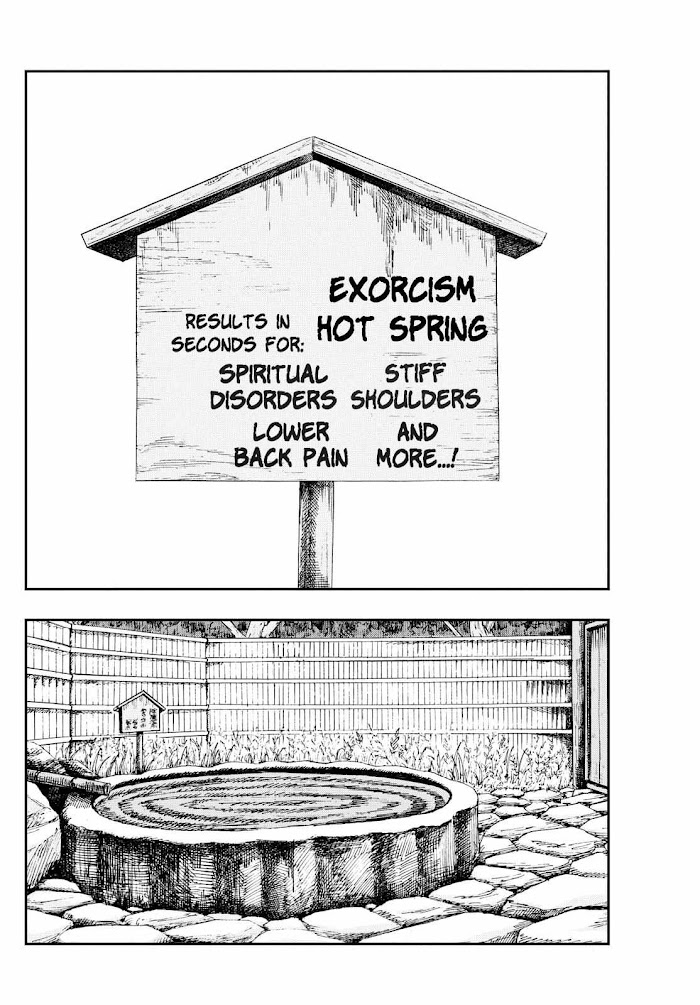 EXORCISM
HOT SPRING
RESULTS IN
SECONDS FOR:
SPIRITUAL
DISORDERS
STIFF
SHOULDERS
LOWER
BACK PAIN
AND
MORE...!